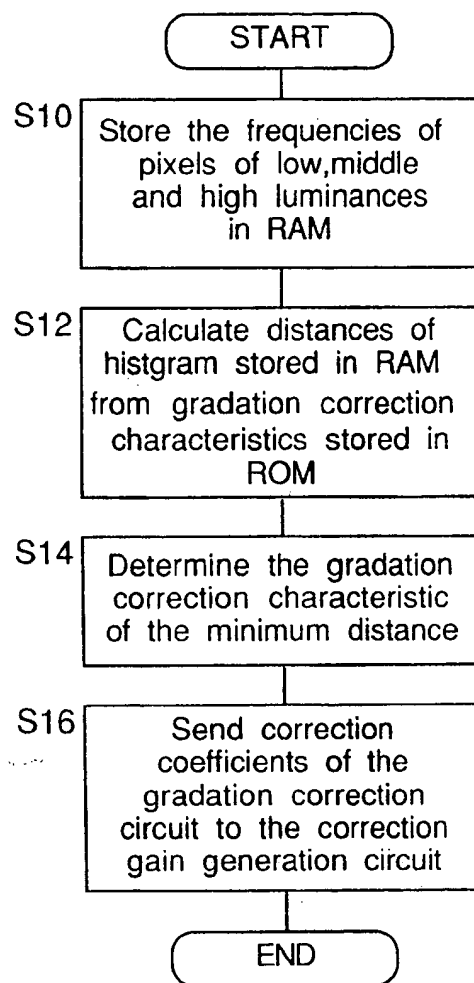 START
S10
Store the frequencies of
pixels of low,middle
and high luminances
in RAM
S12
Calculate distances of
histgram stored in RAM
from gradation correction
characteristics stored in
ROM
S14
Determine the gradation
correction characteristic
of the minimum distance
S16
Send correction
coefficients of the
gradation correction
circuit to the correction
gain generation circuit
END